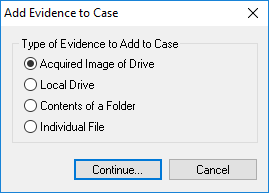 Add Evidence to Case
Type of Evidence to Add to Case
Acquired Image of Drive
Local Drive
Contents of a Folder
Individual File
Continue... Cancel